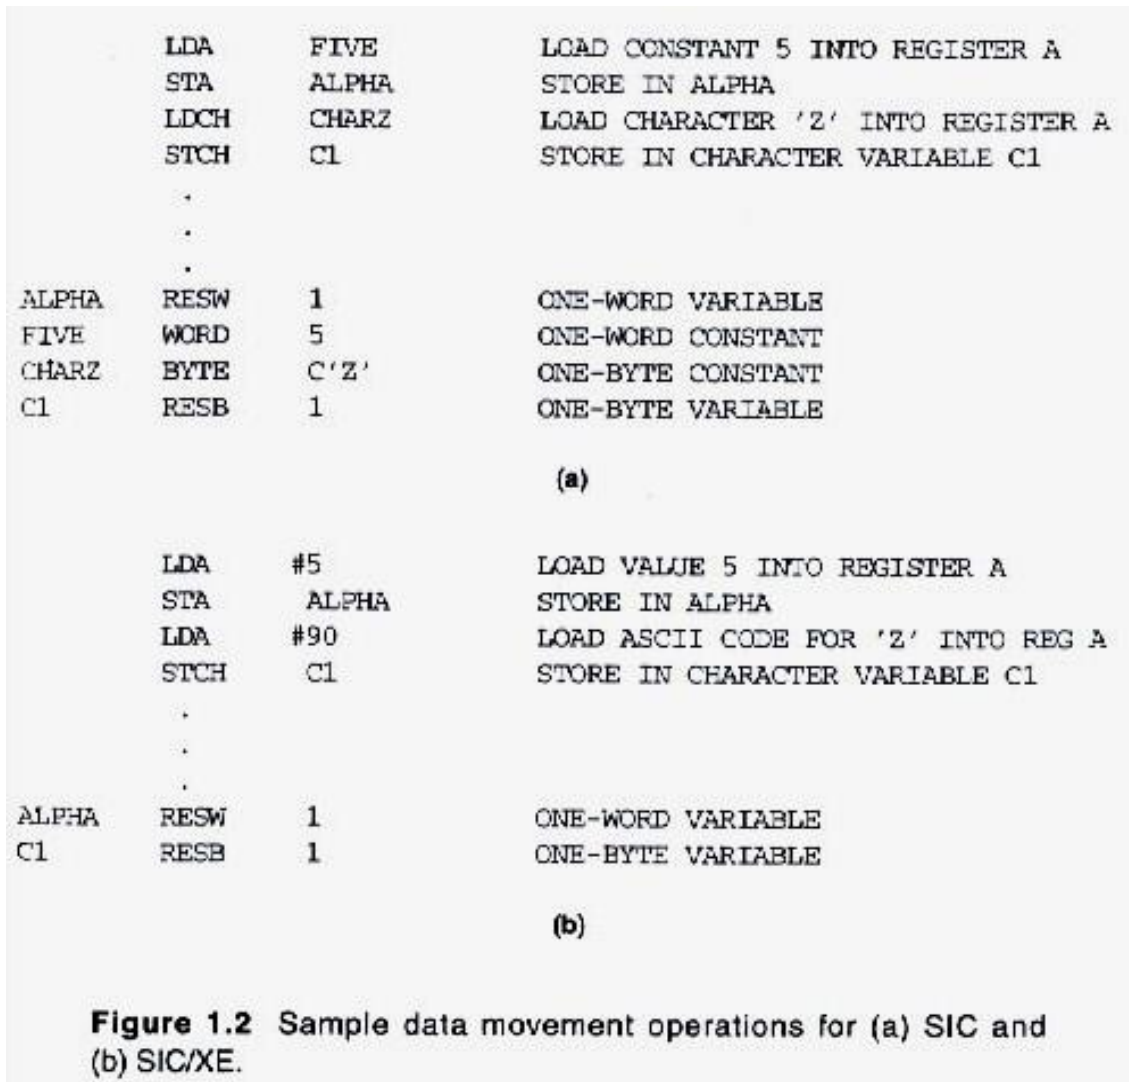 LDA FIVE LOAD CONSTANT 5 INTO REGISTER A
STA ALPHA STORE IN ALPHA
LDCH CHARZ LOAD CHARACTER 'Z' INTO REGISTER A
STCH C1 STORE IN CHARACTER VARIABLE C1
.
.
.
ALPHA RESW 1 ONE-WORD VARIABLE
FIVE WORD 5 ONE-WORD CONSTANT
CHARZ BYTE C'Z' ONE-BYTE CONSTANT
C1 RESB 1 ONE-BYTE VARIABLE
(a)
LDA #5 LOAD VALUE 5 INTO REGISTER A
STA ALPHA STORE IN ALPHA
LDA #90 LOAD ASCII CODE FOR 'Z' INTO REG A
STCH C1 STORE IN CHARACTER VARIABLE C1
.
.
.
ALPHA RESW 1 ONE-WORD VARIABLE
C1 RESB 1 ONE-BYTE VARIABLE
(b)
Figure 1.2 Sample data movement operations for (a) SIC and
(b) SIC/XE.